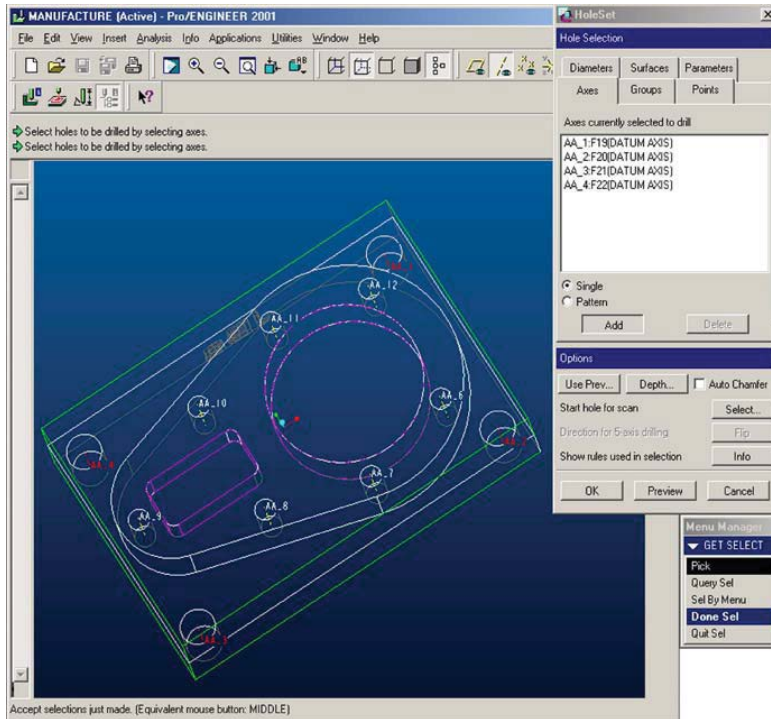 MANUFACTURE (Active) - Pro/ENGINEER 2001
File Edit View Insert Analysis Info Applications Utilities Window Help
Select holes to be drilled by selecting axes.
Select holes to be drilled by selecting axes.
AA_12
AA_11
AA_10
AA_6
AA_7
AA_8
AA_9
Accept selections just made. (Equivalent mouse button: MIDDLE)
HoleSet
Hole Selection
Diameters Surfaces Parameters
Axes Groups Points
Axes currently selected to drill
AA_1:F19(DATUM AXIS)
AA_2:F20(DATUM AXIS)
AA_3:F21(DATUM AXIS)
AA_4:F22(DATUM AXIS)
Single
Pattern
Add Delete
Options
Use Prev... Depth... Auto Chamfer
Start hole for scan Select...
Direction for 5-axis drilling Flip
Show rules used in selection Info
OK Preview Cancel
Menu Manager
GET SELECT
Pick
Query Sel
Sel By Menu
Done Sel
Quit Sel